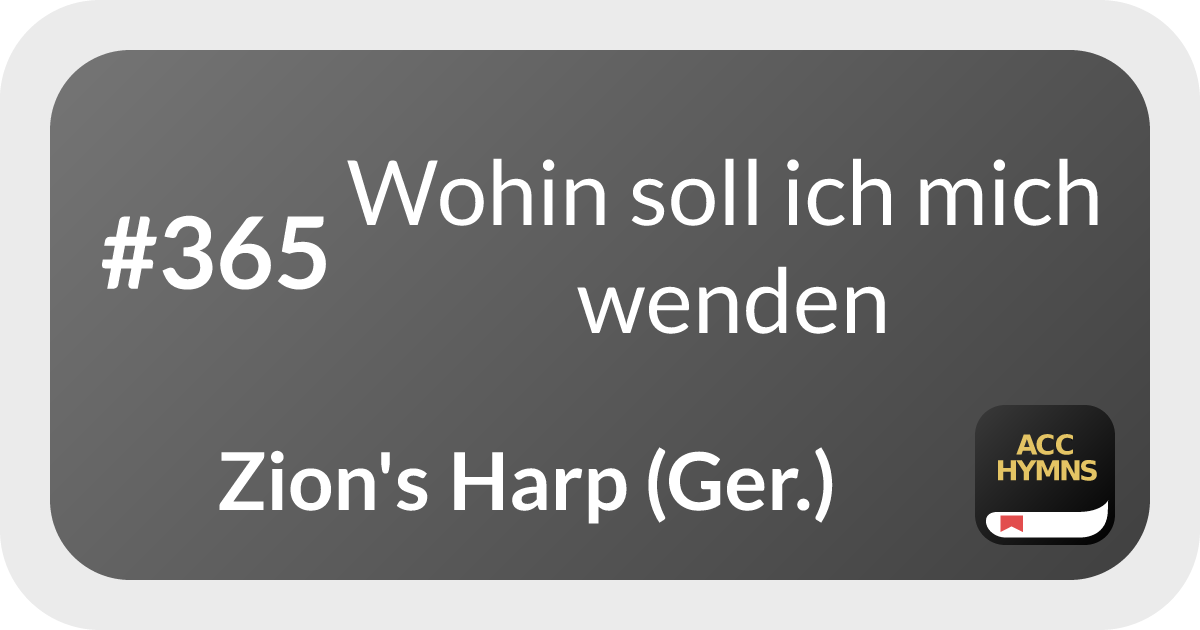 #365
Wohin soll ich mich
wenden
Zion's Harp (Ger.)
ACC
HYMNS